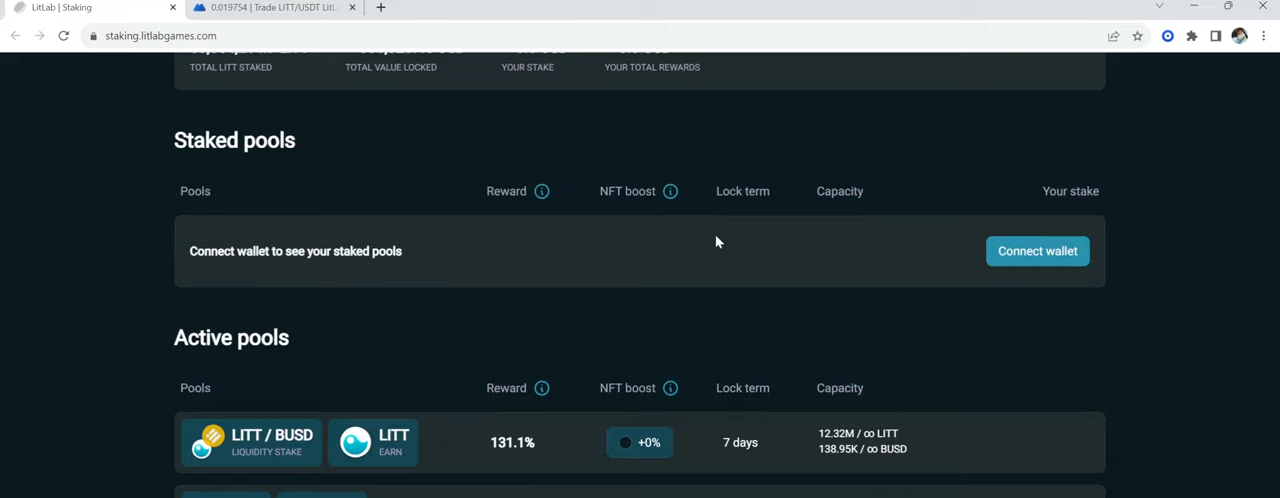 LitLab | Staking
0.019754 | Trade LITT/USDT LitL
staking.litlabgames.com
TOTAL LITT STAKED
TOTAL VALUE LOCKED
YOUR STAKE
YOUR TOTAL REWARDS
Staked pools
Pools
Reward
NFT boost
Lock term
Capacity
Your stake
Connect wallet to see your staked pools
Connect wallet
Active pools
Pools
Reward
NFT boost
Lock term
Capacity
LITT / BUSD
LIQUIDITY STAKE
LITT
EARN
131.1%
+0%
7 days
12.32M / ∞ LITT
138.95K / ∞ BUSD